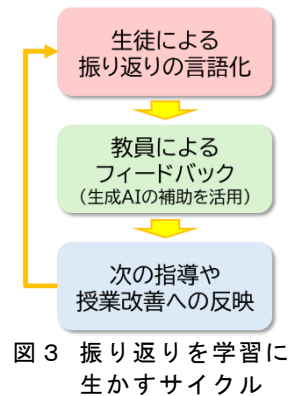 生徒による
振り返りの言語化
教員による
フィードバック
（生成AIの補助を活用）
次の指導や
授業改善への反映
図３ 振り返りを学習に
生かすサイクル